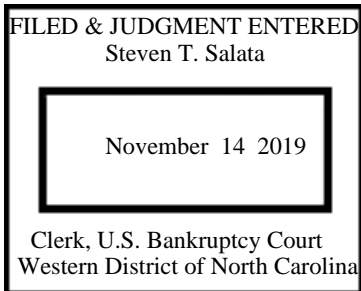 FILED & JUDGMENT ENTERED
Steven T. Salata
November 14 2019
Clerk, U.S. Bankruptcy Court
Western District of North Carolina